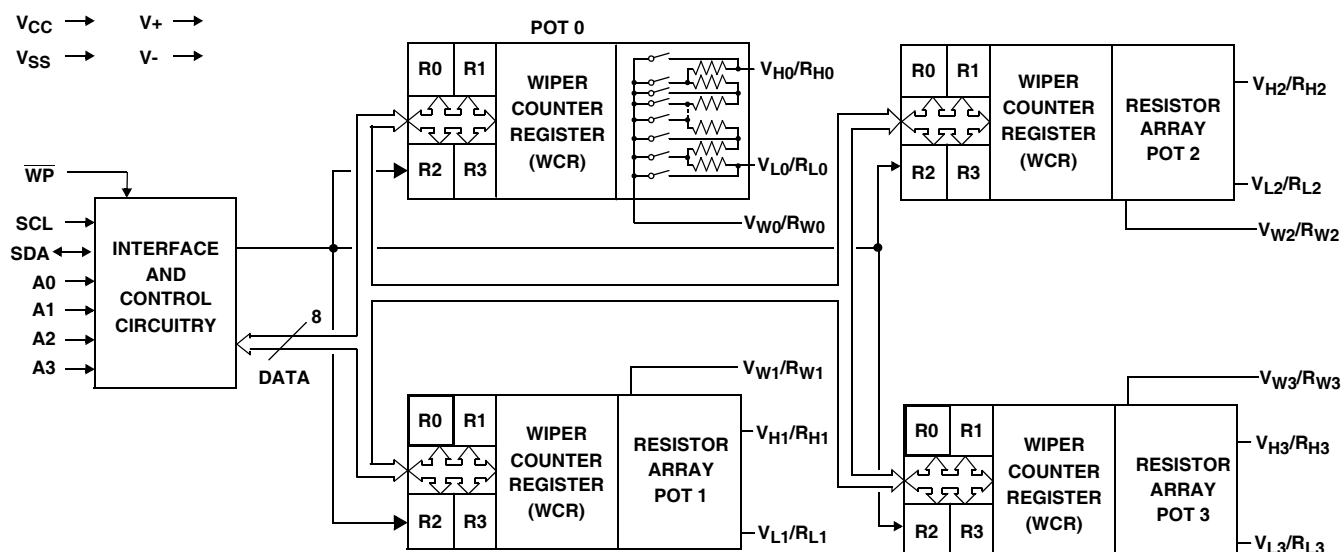 VCC V+
VSS V-
WP
SCL
SDA
A0
A1
A2
A3
INTERFACE
AND
CONTROL
CIRCUITRY
8
DATA
POT 0
R0 R1
R2 R3
WIPER
COUNTER
REGISTER
(WCR)
VH0/RH0
VL0/RL0
VW0/RW0
R0 R1
R2 R3
WIPER
COUNTER
REGISTER
(WCR)
RESISTOR
ARRAY
POT 2
VH2/RH2
VL2/RL2
VW2/RW2
R0 R1
R2 R3
WIPER
COUNTER
REGISTER
(WCR)
RESISTOR
ARRAY
POT 1
VW1/RW1
VH1/RH1
VL1/RL1
R0 R1
R2 R3
WIPER
COUNTER
REGISTER
(WCR)
RESISTOR
ARRAY
POT 3
VW3/RW3
VH3/RH3
VL3/RL3